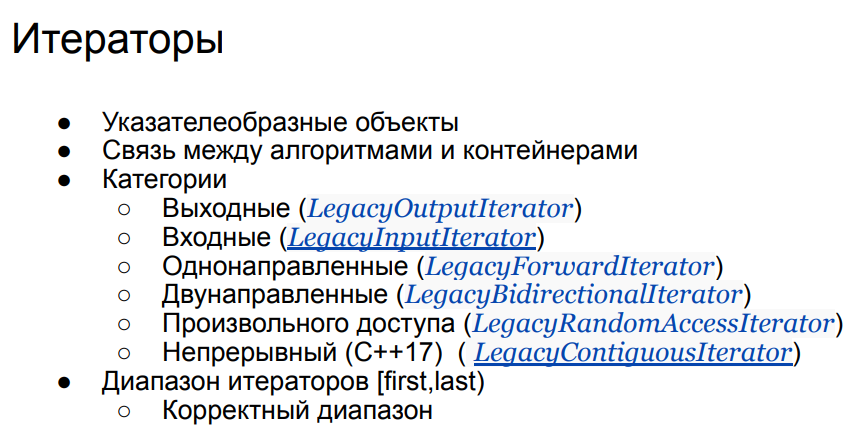 Итераторы
● Указателеобразные объекты
● Связь между алгоритмами и контейнерами
● Категории
○ Выходные (LegacyOutputIterator)
○ Входные (LegacyInputIterator)
○ Однонаправленные (LegacyForwardIterator)
○ Двунаправленные (LegacyBidirectionalIterator)
○ Произвольного доступа (LegacyRandomAccessIterator)
○ Непрерывный (C++17) ( LegacyContiguousIterator)
● Диапазон итераторов [first,last)
○ Корректный диапазон